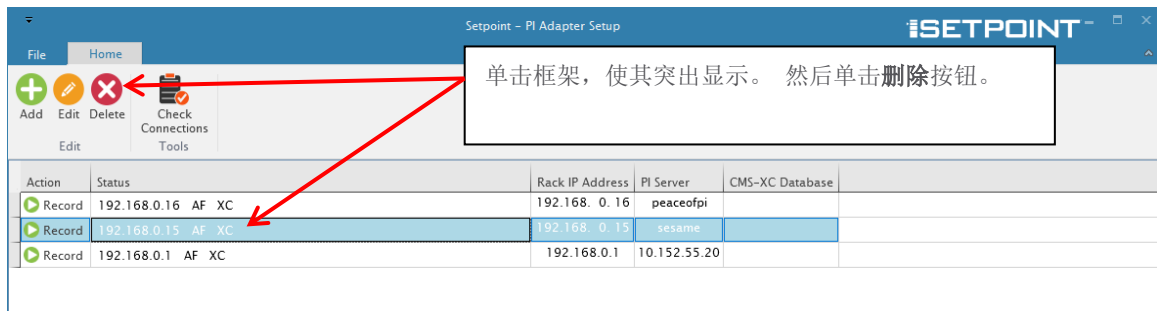 Setpoint – PI Adapter Setup
SETPOINT
File Home
单击框架，使其突出显示。 然后单击删除按钮。
Add Edit Delete Check Connections
Edit Tools
Action Status Rack IP Address PI Server CMS-XC Database
Record 192.168.0.16 AF XC 192.168. 0. 16 peaceofpi
Record 192.168.0.15 AF XC 192.168. 0. 15 sesame
Record 192.168.0.1 AF XC 192.168.0.1 10.152.55.20